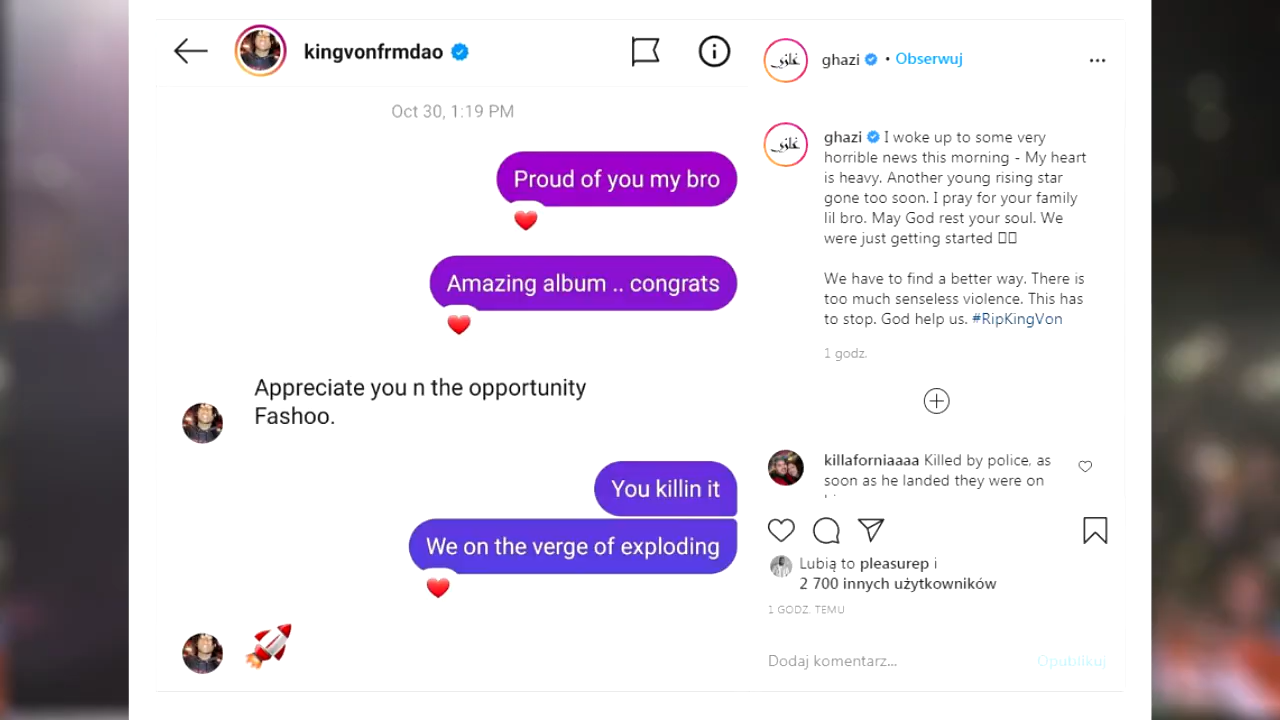 kingvonfrmdao
Oct 30, 1:19 PM
Proud of you my bro
Amazing album .. congrats
Appreciate you n the opportunity
Fashoo.
You killin it
We on the verge of exploding
غازي
ghazi • Obserwuj
غازي
ghazi I woke up to some very
horrible news this morning - My heart
is heavy. Another young rising star
gone too soon. I pray for your family
lil bro. May God rest your soul. We
were just getting started
We have to find a better way. There is
too much senseless violence. This has
to stop. God help us. #RipKingVon
1 godz.
killaforniaaaa Killed by police, as
soon as he landed they were on
Lubią to pleasurep i
2 700 innych użytkowników
1 GODZ. TEMU
Dodaj komentarz...
Opublikuj